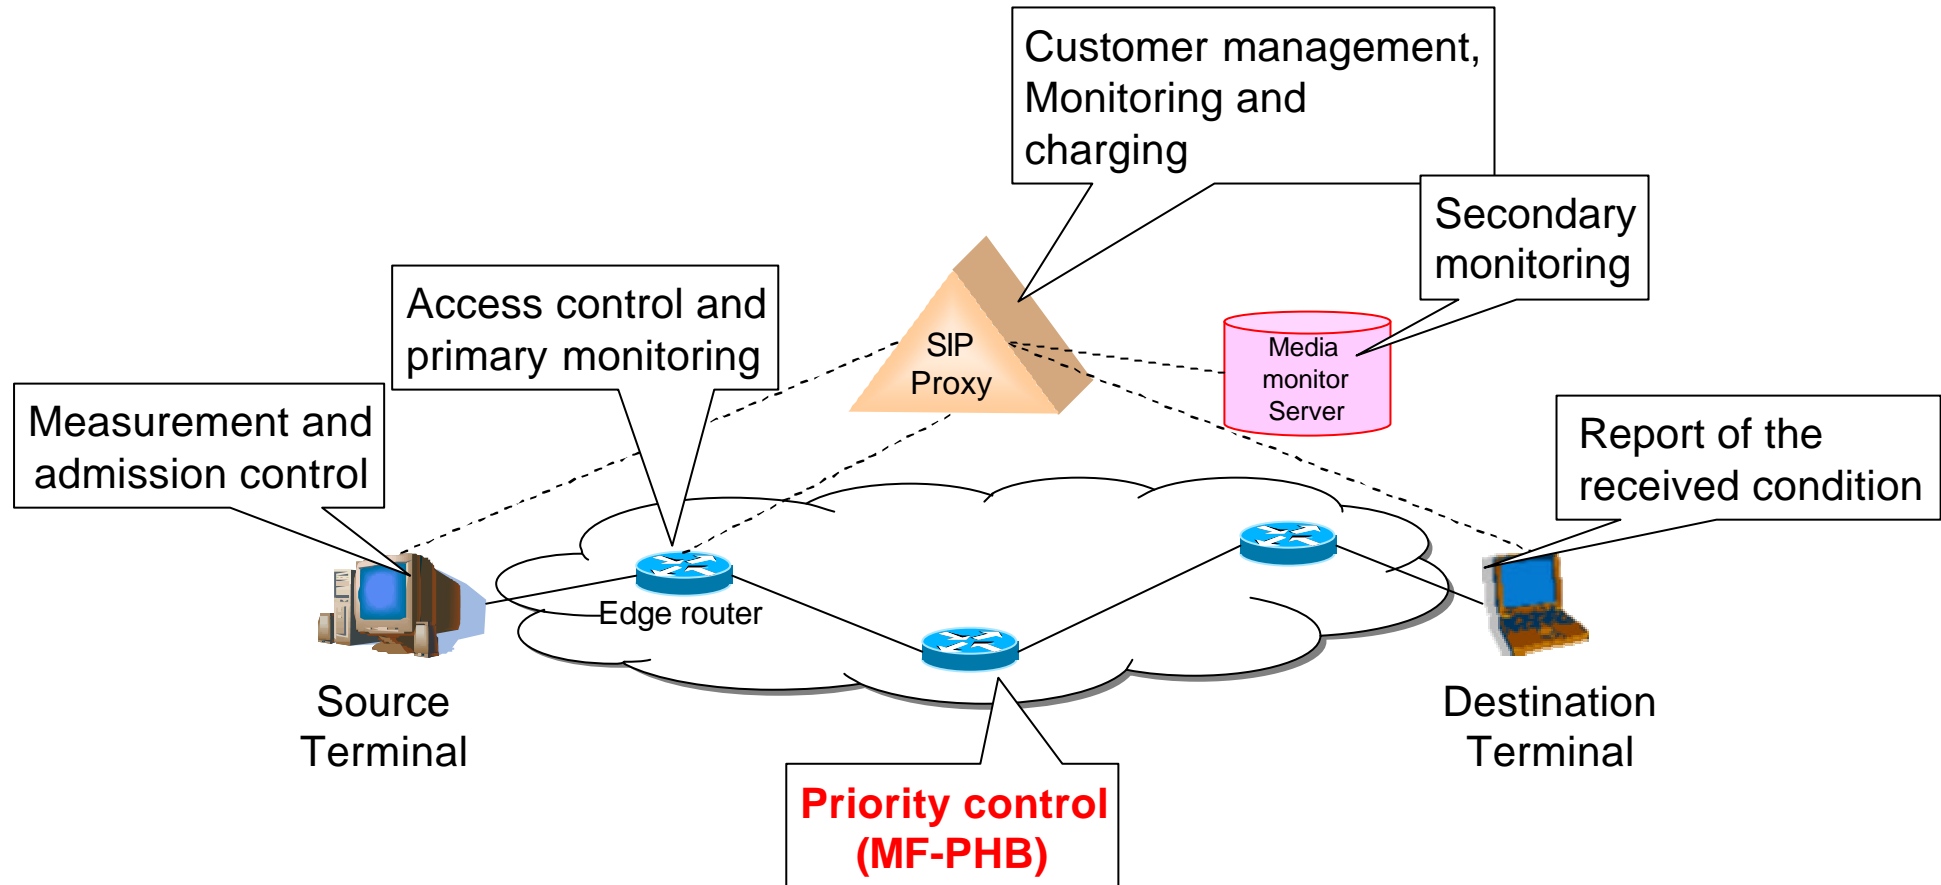 Customer management,
Monitoring and
charging
Secondary
monitoring
Access control and
primary monitoring
SIP
Proxy
Media
monitor
Server
Measurement and
admission control
Report of the
received condition
Edge router
Source
Terminal
Destination
Terminal
Priority control
(MF-PHB)